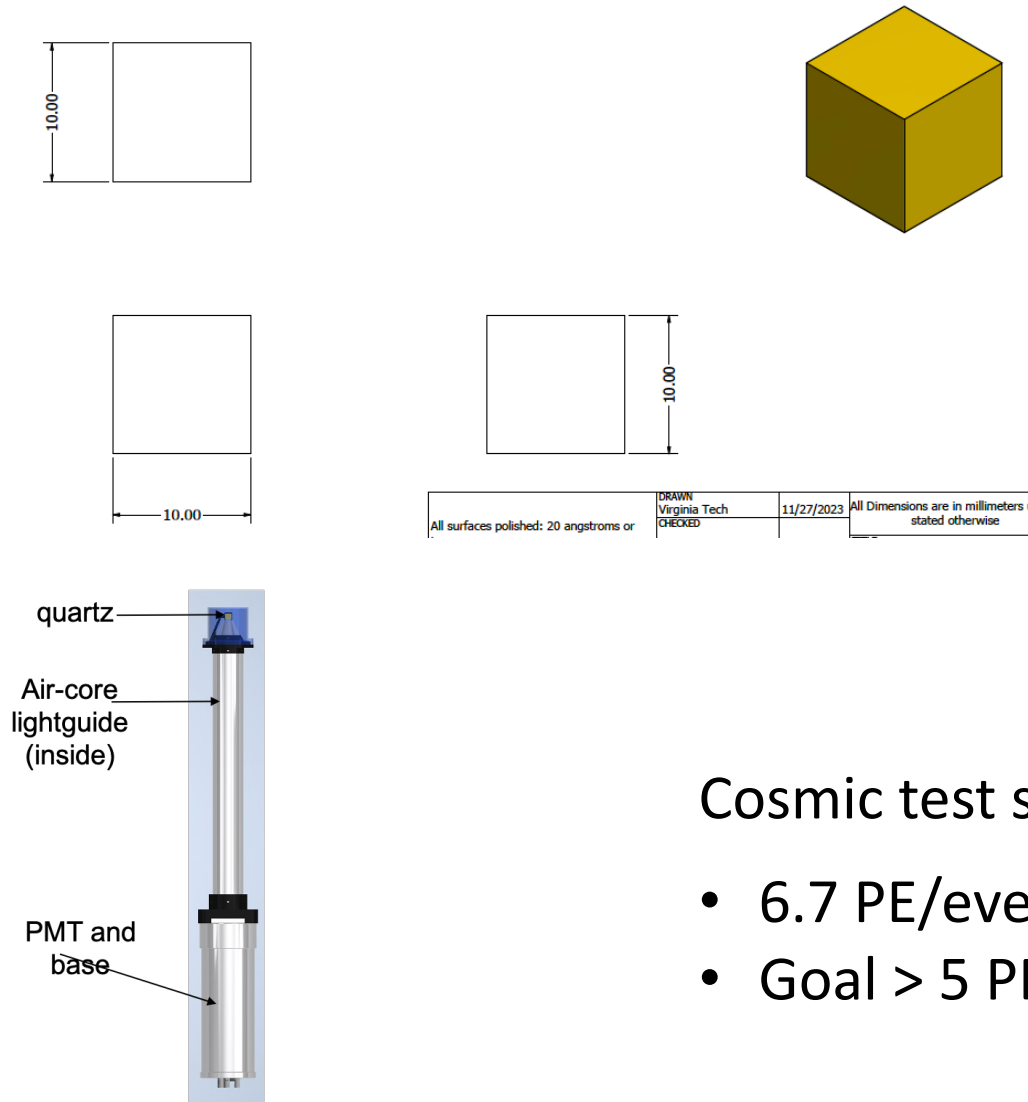 10.00
10.00
10.00
DRAWN
Virginia Tech
11/27/2023
All Dimensions are in millimeters
stated otherwise
CHECKED
All surfaces polished: 20 angstroms or
quartz
Air-core
lightguide
(inside)
PMT and
base
Cosmic test
• 6.7 PE/eve
• Goal > 5 P